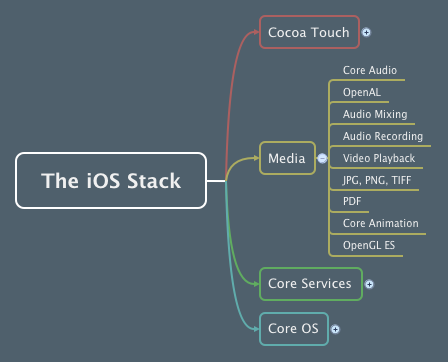 Cocoa Touch
Core Audio
OpenAL
Audio Mixing
Audio Recording
Media
Video Playback
JPG, PNG, TIFF
The iOS Stack
PDF
Core Animation
OpenGL ES
Core Services
Core OS